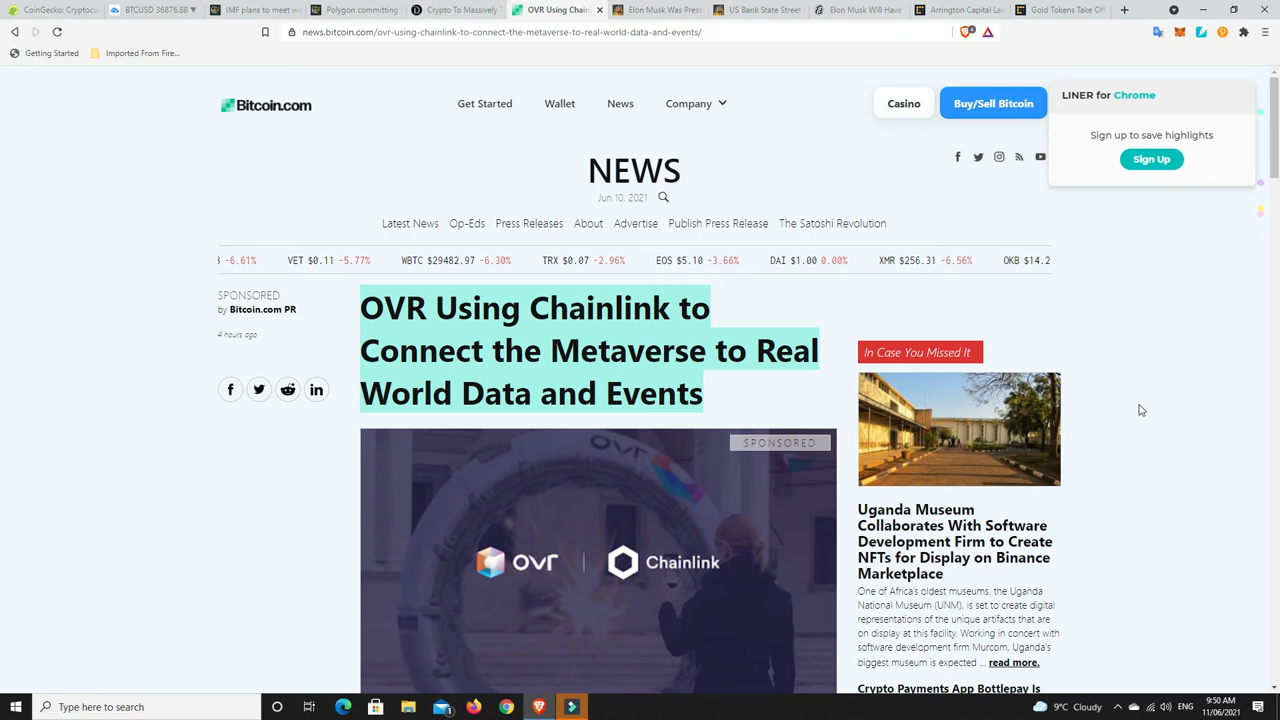 CoinGecko: Cryptocu
BTCUSD 36876.88
IMF plans to meet w
Polygon committing
Crypto To Massively
OVR Using Chain
Elon Musk Was Pres
US Bank State Street
Elon Musk Will Have
Arrington Capital Lau
Gold Tokens Take Off
news.bitcoin.com/ovr-using-chainlink-to-connect-the-metaverse-to-real-world-data-and-events/
Getting Started
Imported From Fire...
Bitcoin.com
Get Started
Wallet
News
Company
Casino
Buy/Sell Bitcoin
LINER for Chrome
Sign up to save highlights
Sign Up
NEWS
Jun 10, 2021
Latest News
Op-Eds
Press Releases
About
Advertise
Publish Press Release
The Satoshi Revolution
-6.61%
VET $0.11 -5.77%
WBTC $29482.97 -6.30%
TRX $0.07 -2.96%
EOS $5.10 -3.66%
DAI $1.00 0.00%
XMR $256.31 -6.56%
OKB $14.2
SPONSORED
by Bitcoin.com PR
4 hours ago
OVR Using Chainlink to
Connect the Metaverse to Real
World Data and Events
SPONSORED
ovr
Chainlink
In Case You Missed It
Uganda Museum
Collaborates With Software
Development Firm to Create
NFTs for Display on Binance
Marketplace
One of Africa's oldest museums, the Uganda
National Museum (UNM), is set to create digital
representations of the unique artifacts that are
on display at this facility. Working in concert with
software development firm Murcom, Uganda's
biggest museum is expected ... read more.
Crypto Payments App Bottlepay Is
Type here to search
9°C Cloudy
ENG
9:50 AM
11/06/2021